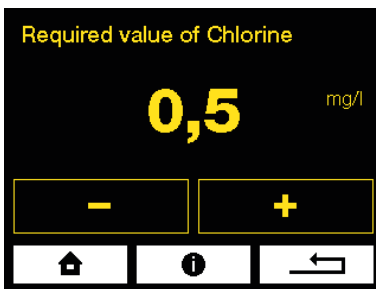 Required value of Chlorine
0,5 mg/l
- +
i